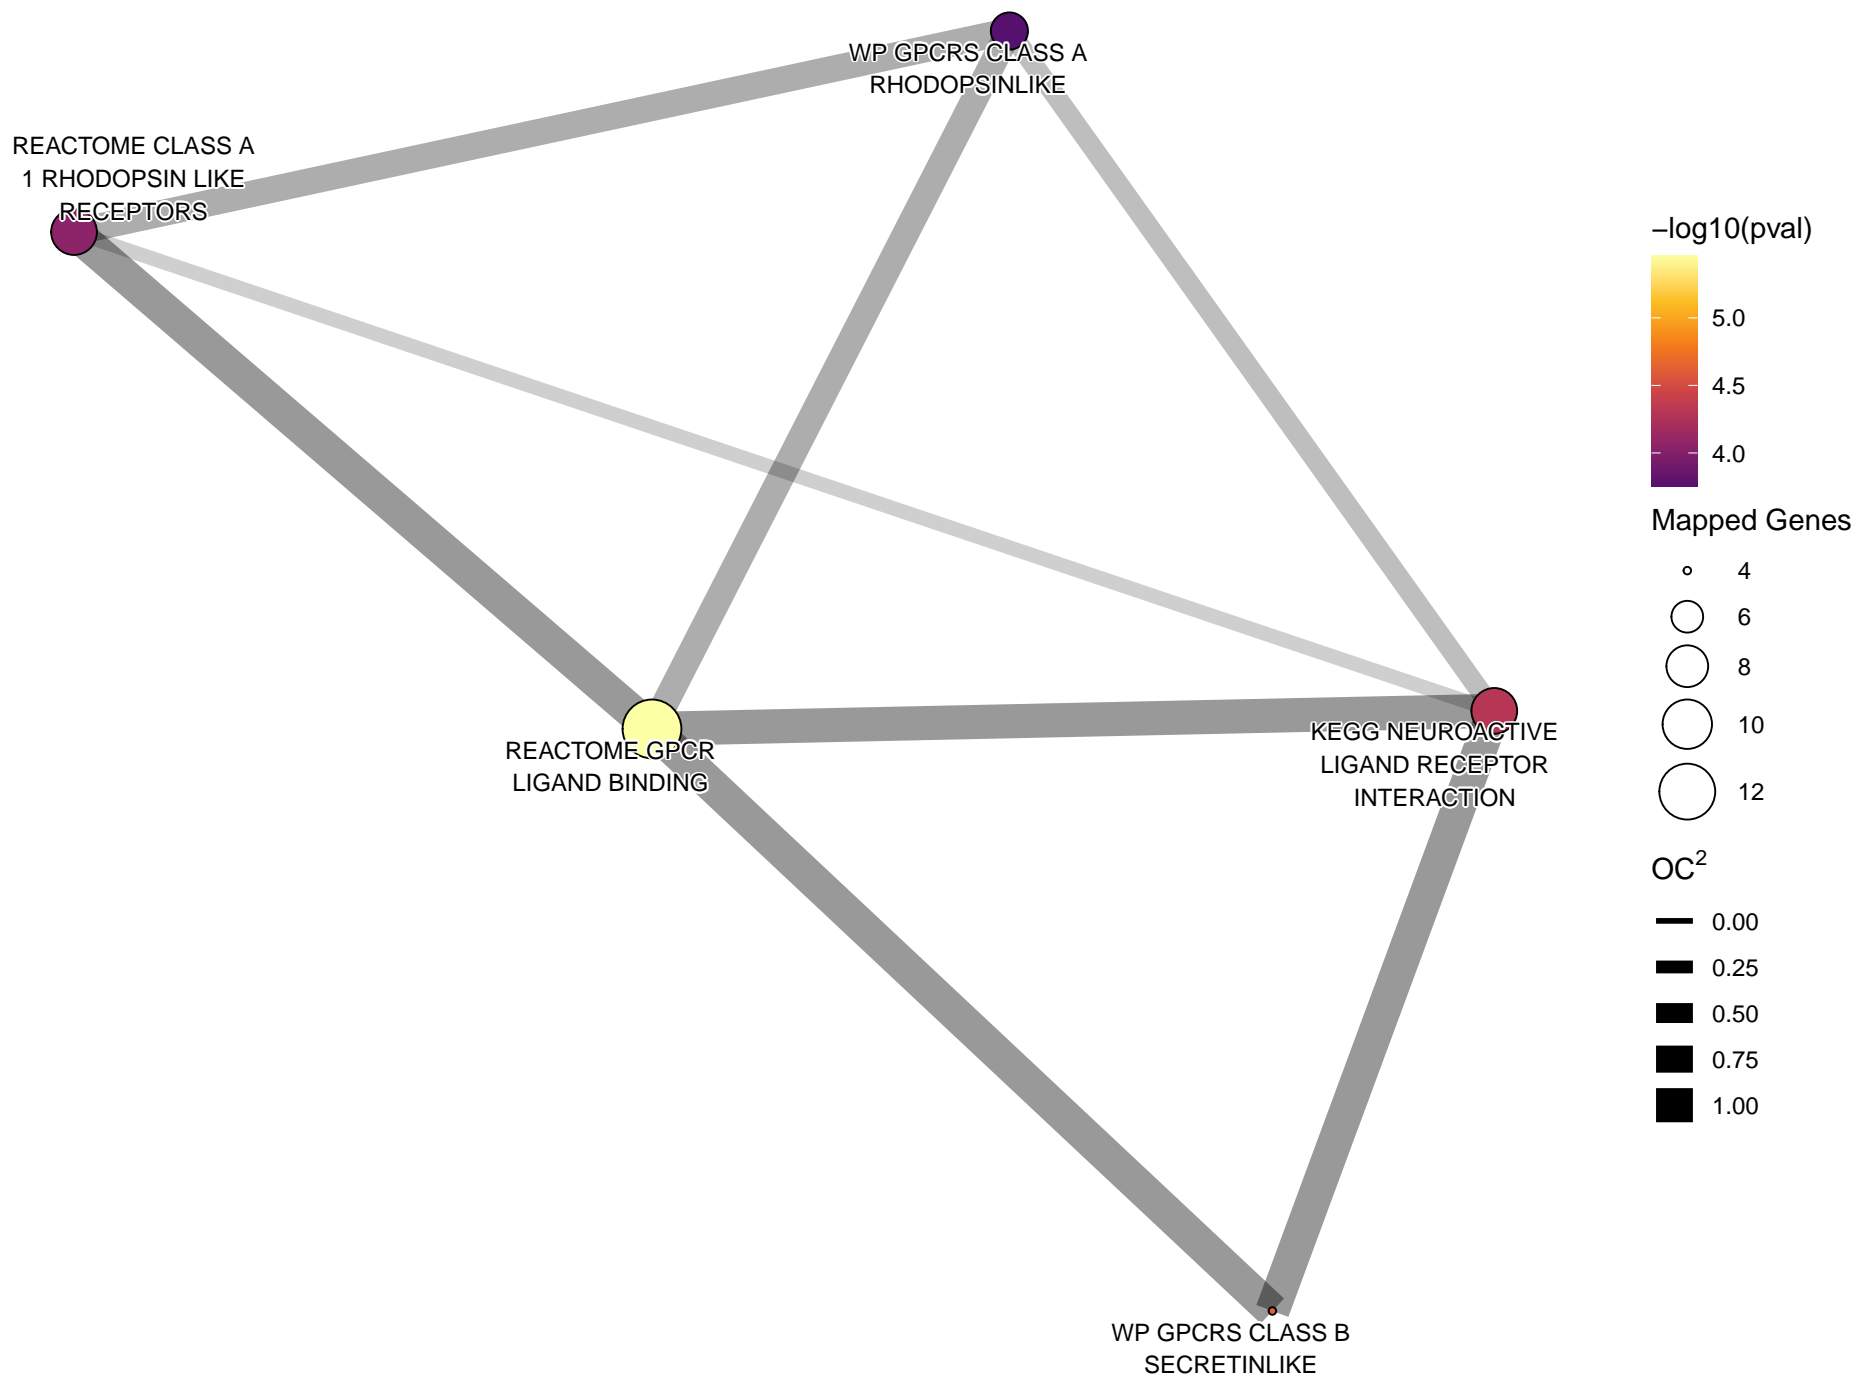 WP GPCRS CLASS A
RHODOPSINLIKE
REACTOME CLASS A
1 RHODOPSIN LIKE
RECEPTORS
REACTOME GPCR
LIGAND BINDING
KEGG NEUROACTIVE
LIGAND RECEPTOR
INTERACTION
WP GPCRS CLASS B
SECRETINLIKE
−log10(pval)
5.0
4.5
4.0
Mapped Genes
4
6
8
10
12
OC²
0.00
0.25
0.50
0.75
1.00